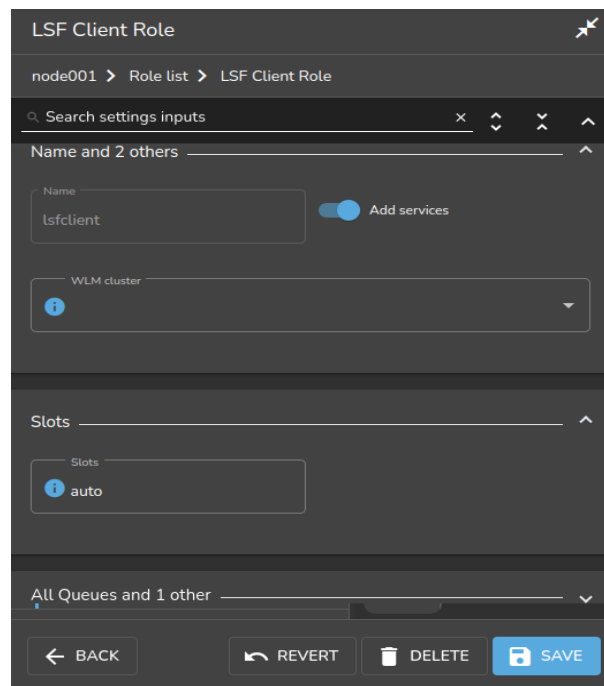 LSF Client Role
node001 > Role list > LSF Client Role
Search settings inputs
Name and 2 others
Name
lsfclient
Add services
WLM cluster
Slots
Slots
auto
All Queues and 1 other
BACK REVERT DELETE SAVE